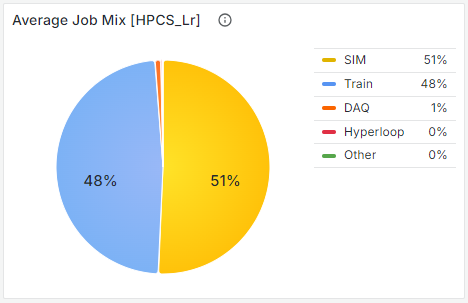 Average Job Mix [HPCS_Lr]
SIM 51%
Train 48%
DAQ 1%
Hyperloop 0%
Other 0%
48%
51%